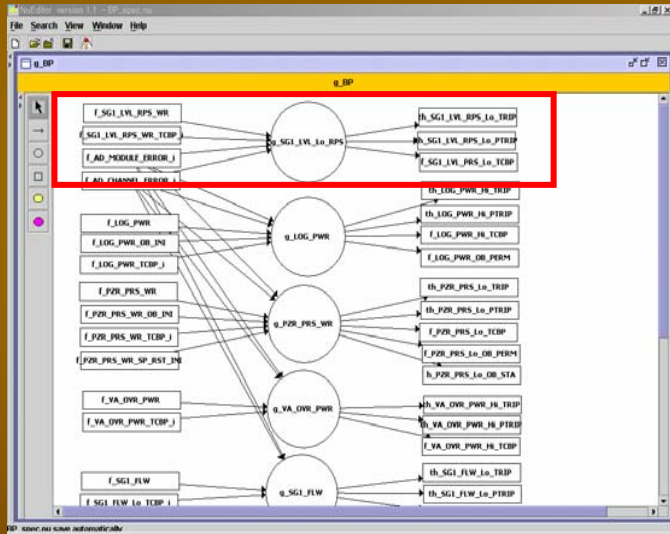 NuEditor version 1.1 - BP_spec.nu
File Search View Window Help
g_BP
g_BP
f_SG1_LVL_RPS_WR
f_SG1_LVL_RPS_WR_TCBP_i
f_AD_MODULE_ERROR_i
f_AD_CHANNEL_ERROR_i
g_SG1_LVL_Lo_RPS
th_SG1_LVL_RPS_Lo_TRIP
th_SG1_LVL_RPS_Lo_PTRIP
f_SG1_LVL_PRS_Lo_TCBP
f_LOG_PWR
f_LOG_PWR_OB_INI
f_LOG_PWR_TCBP_i
g_LOG_PWR
th_LOG_PWR_Hi_TRIP
th_LOG_PWR_Hi_PTRIP
f_LOG_PWR_Hi_TCBP
f_LOG_PWR_OB_PERM
f_PZR_PRS_WR
f_PZR_PRS_WR_OB_INI
f_PZR_PRS_WR_TCBP_i
f_PZR_PRS_WR_SP_RST_INI
g_PZR_PRS_WR
th_PZR_PRS_Lo_TRIP
th_PZR_PRS_Lo_PTRIP
f_PZR_PRS_Lo_TCBP
f_PZR_PRS_Lo_OB_PERM
h_PZR_PRS_Lo_OB_STA
f_VA_OVR_PWR
f_VA_OVR_PWR_TCBP_i
g_VA_OVR_PWR
th_VA_OVR_PWR_Hi_TRIP
th_VA_OVR_PWR_Hi_PTRIP
f_VA_OVR_PWR_Hi_TCBP
f_SG1_FLW
f_SG1_FLW_Lo_TCBP_i
g_SG1_FLW
th_SG1_FLW_Lo_TRIP
th_SG1_FLW_Lo_PTRIP
BP_spec.nu save automatically